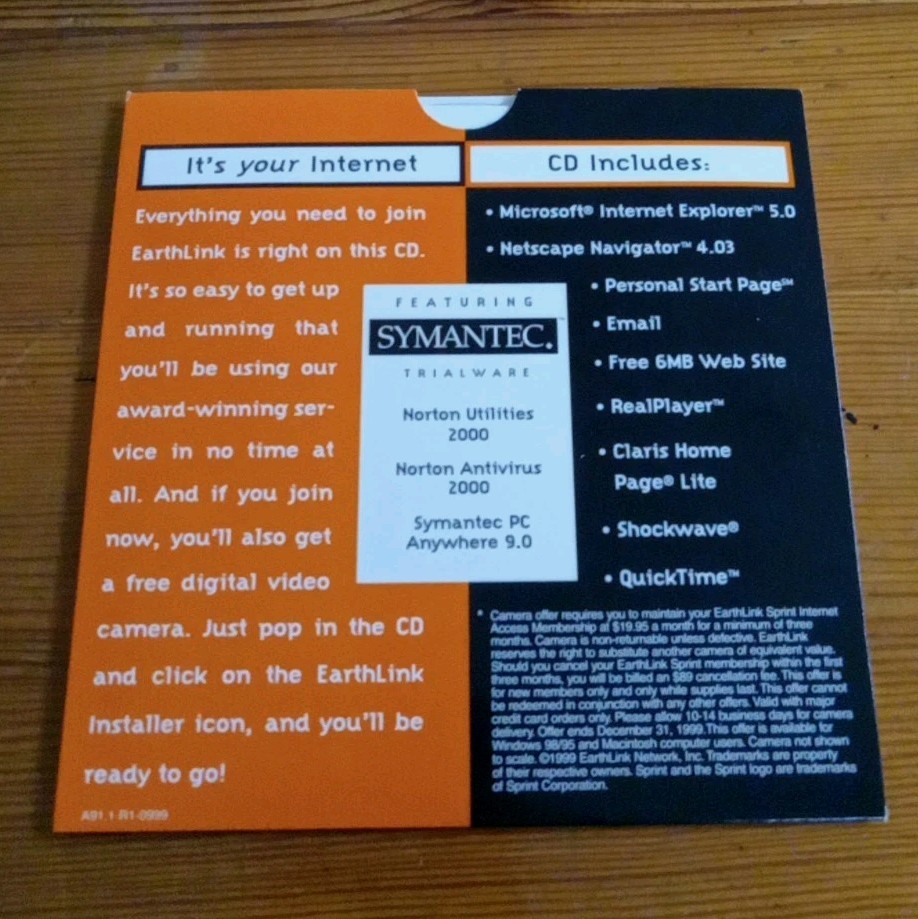 It's your Internet
Everything you need to join
EarthLink is right on this CD.
It's so easy to get up
and running that
you'll be using our
award-winning ser-
vice in no time at
all. And if you join
now, you'll also get
a free digital video
camera. Just pop in the CD
and click on the EarthLink
Installer icon, and you'll be
ready to go!
A91.1-R1-0999
FEATURING
SYMANTEC.™
TRIALWARE
Norton Utilities
2000
Norton Antivirus
2000
Symantec PC
Anywhere 9.0
CD Includes:
• Microsoft® Internet Explorer™ 5.0
• Netscape Navigator™ 4.03
• Personal Start Page℠
• Email
• Free 6MB Web Site
• RealPlayer™
• Claris Home
Page® Lite
• Shockwave®
• QuickTime™
* Camera offer requires you to maintain your EarthLink Sprint Internet
Access Membership at $19.95 a month for a minimum of three
months. Camera is non-returnable unless defective. EarthLink
reserves the right to substitute another camera of equivalent value.
Should you cancel your EarthLink Sprint membership within the first
three months, you will be billed an $89 cancellation fee. This offer is
for new members only and only while supplies last. This offer cannot
be redeemed in conjunction with any other offers. Valid with major
credit card orders only. Please allow 10-14 business days for camera
delivery. Offer ends December 31, 1999. This offer is available for
Windows 98/95 and Macintosh computer users. Camera not shown
to scale. ©1999 EarthLink Network, Inc. Trademarks are property
of their respective owners. Sprint and the Sprint logo are trademarks
of Sprint Corporation.